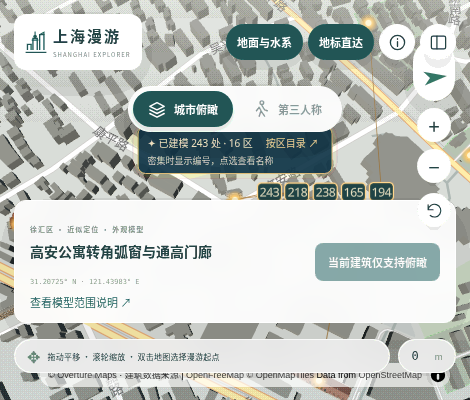 上海漫游
SHANGHAI EXPLORER
地面与水系
地标直达
城市俯瞰
第三人称
康平路
✦ 已建模 243 处 · 16 区 按区目录 ↗
密集时显示编号，点选查看名称
243 218 238 165 194
徐汇区 · 近似定位 · 外观模型
高安公寓转角弧窗与通高门廊
31.20725° N · 121.43983° E
查看模型范围说明 ↗
当前建筑仅支持俯瞰
拖动平移 · 滚轮缩放 · 双击地图选择漫游起点
0 m
© Overture Maps · 建筑数据来源 | OpenFreeMap © OpenMapTiles Data from OpenStreetMap